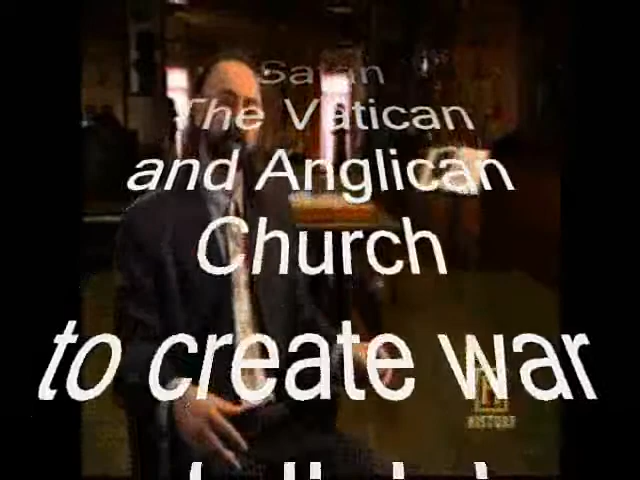 Satan
The Vatican
and Anglican
Church
to create war
HISTORY